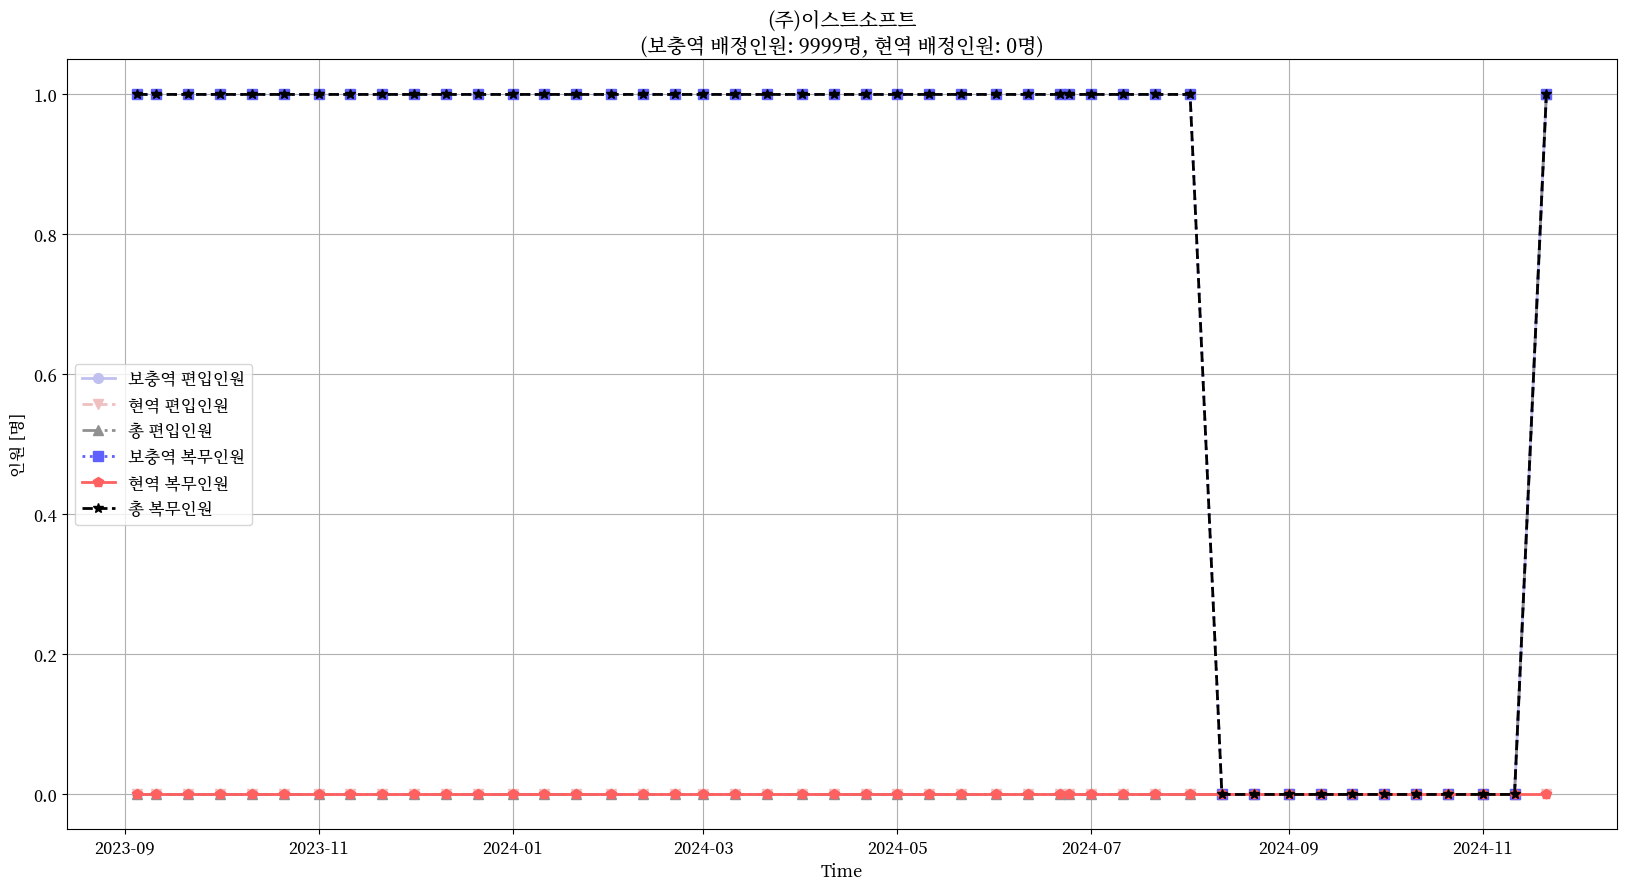 (주)이스트소프트
(보충역 배정인원: 9999명, 현역 배정인원: 0명)
1.0
0.8
0.6
0.4
0.2
0.0
인원 [명]
보충역 편입인원
현역 편입인원
총 편입인원
보충역 복무인원
현역 복무인원
총 복무인원
2023-09
2023-11
2024-01
2024-03
2024-05
2024-07
2024-09
2024-11
Time